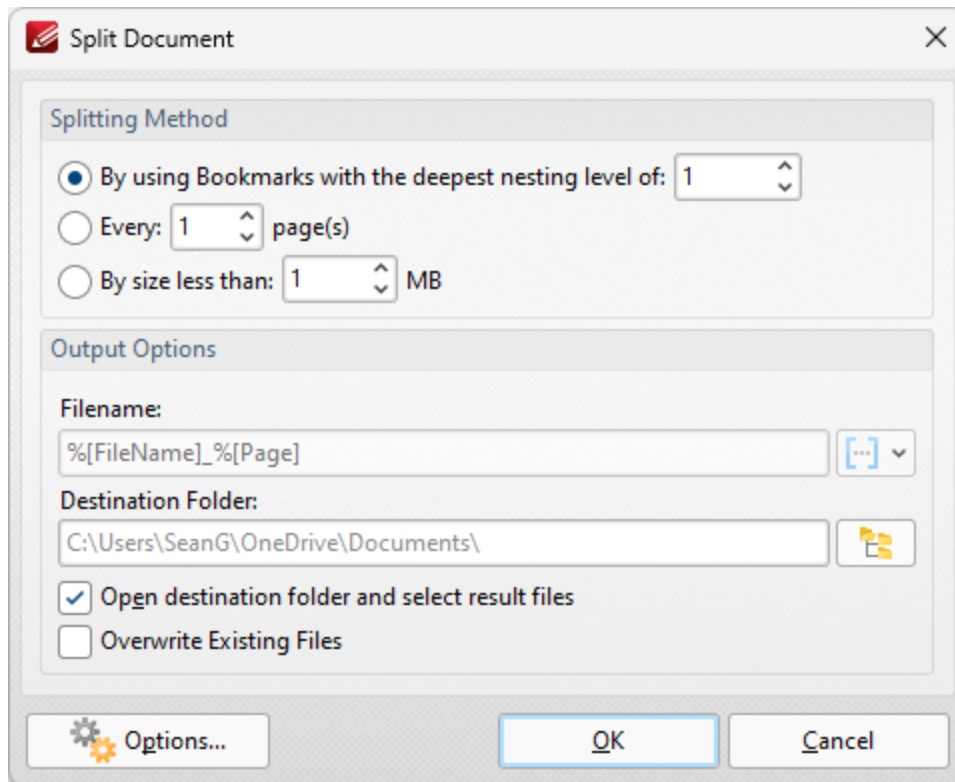 Split Document
Splitting Method
By using Bookmarks with the deepest nesting level of: 1
Every: 1 page(s)
By size less than: 1 MB
Output Options
Filename:
%[FileName]_%[Page]
[...]
Destination Folder:
C:\Users\SeanG\OneDrive\Documents\
Open destination folder and select result files
Overwrite Existing Files
Options... OK Cancel